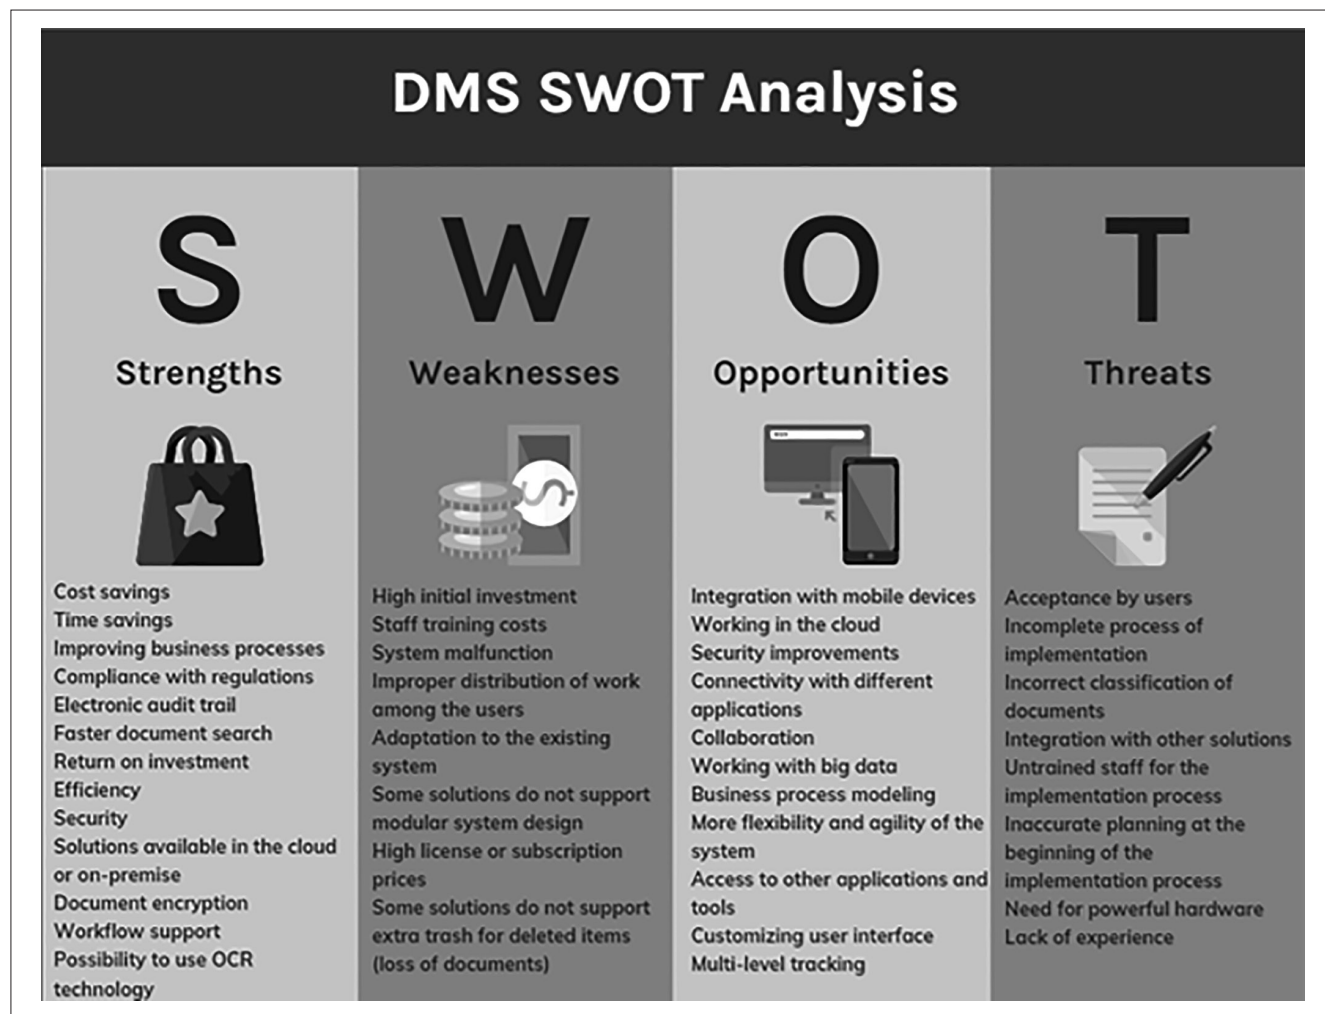 DMS SWOT Analysis
S
Strengths
Cost savings
Time savings
Improving business processes
Compliance with regulations
Electronic audit trail
Faster document search
Return on investment
Efficiency
Security
Solutions available in the cloud
or on-premise
Document encryption
Workflow support
Possibility to use OCR
technology
W
Weaknesses
High initial investment
Staff training costs
System malfunction
Improper distribution of work
among the users
Adaptation to the existing
system
Some solutions do not support
modular system design
High license or subscription
prices
Some solutions do not support
extra trash for deleted items
(loss of documents)
O
Opportunities
Integration with mobile devices
Working in the cloud
Security improvements
Connectivity with different
applications
Collaboration
Working with big data
Business process modeling
More flexibility and agility of the
system
Access to other applications and
tools
Customizing user interface
Multi-level tracking
T
Threats
Acceptance by users
Incomplete process of
implementation
Incorrect classification of
documents
Integration with other solutions
Untrained staff for the
implementation process
Inaccurate planning at the
beginning of the
implementation process
Need for powerful hardware
Lack of experience